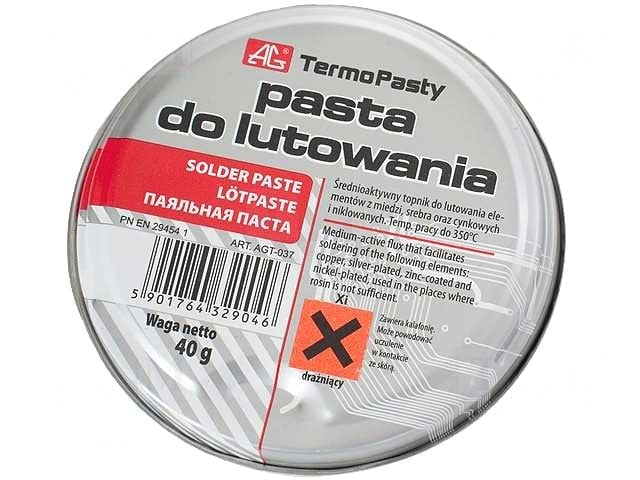 AG®
TermoPasty
pasta
do lutowania
SOLDER PASTE
LÖTPASTE
ПАЯЛЬНАЯ ПАСТА
PN EN 29454 1
ART. AGT-037
5 901764 329046
Waga netto
40 g
Średnioaktywny topnik do lutowania ele-
mentów z miedzi, srebra oraz cynkowych
i niklowanych. Temp. pracy do 350°C
Medium-active flux that facilitates
soldering of the following elements:
copper, silver-plated, zinc-coated and
nickel-plated, used in the places where
rosin is not sufficient.
Xi
drażniący
Zawiera kalafonię.
Może powodować
uczulenie
w kontakcie
ze skórą.